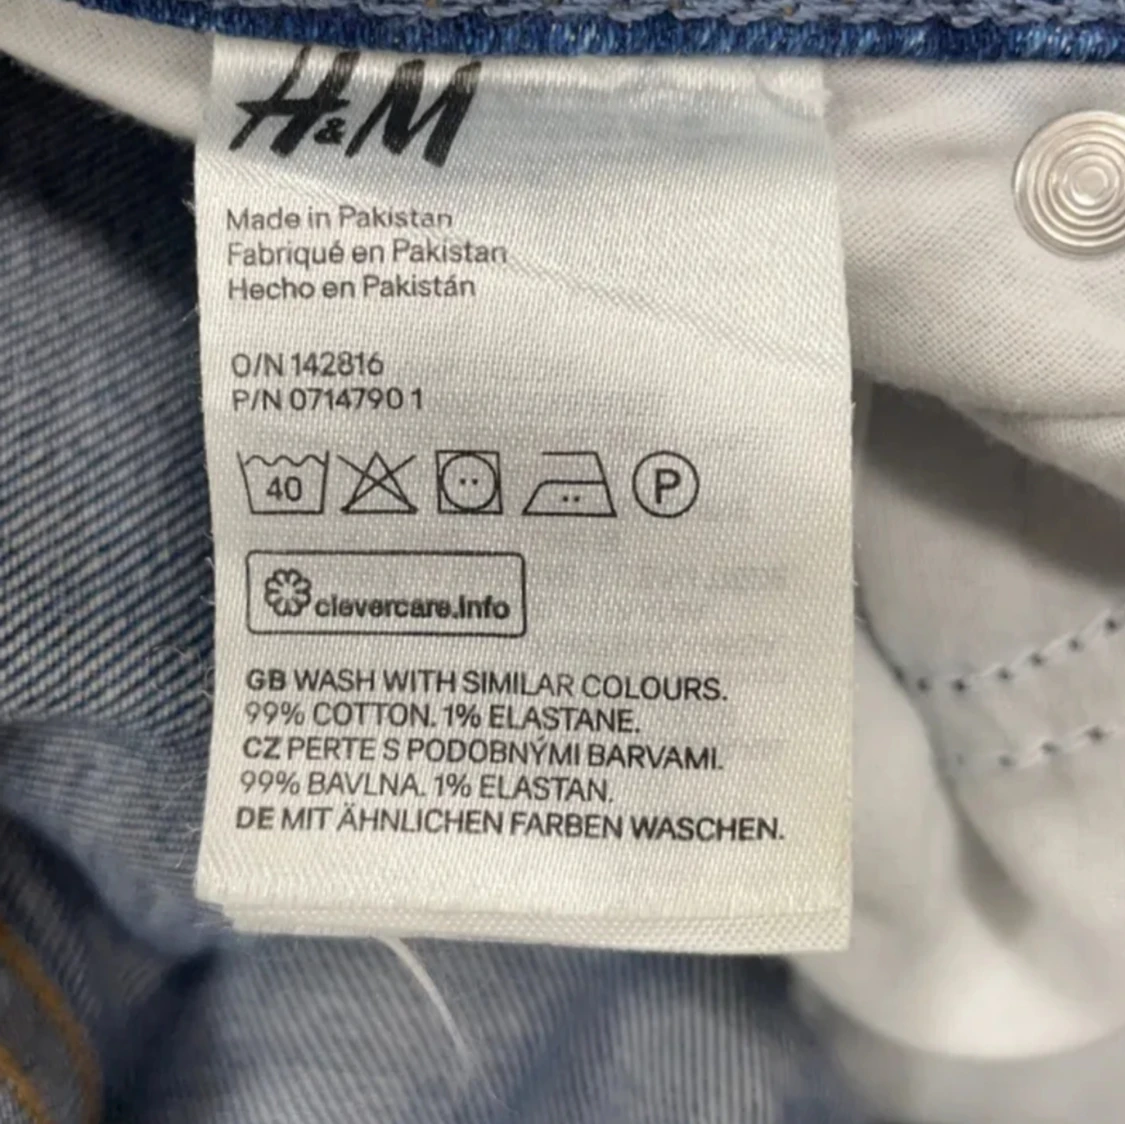 H&M
Made in Pakistan
Fabriqué en Pakistan
Hecho en Pakistán
O/N 142816
P/N 0714790 1
40
P
clevercare.info
GB WASH WITH SIMILAR COLOURS.
99% COTTON. 1% ELASTANE.
CZ PERTE S PODOBNÝMI BARVAMI.
99% BAVLNA. 1% ELASTAN.
DE MIT ÄHNLICHEN FARBEN WASCHEN.